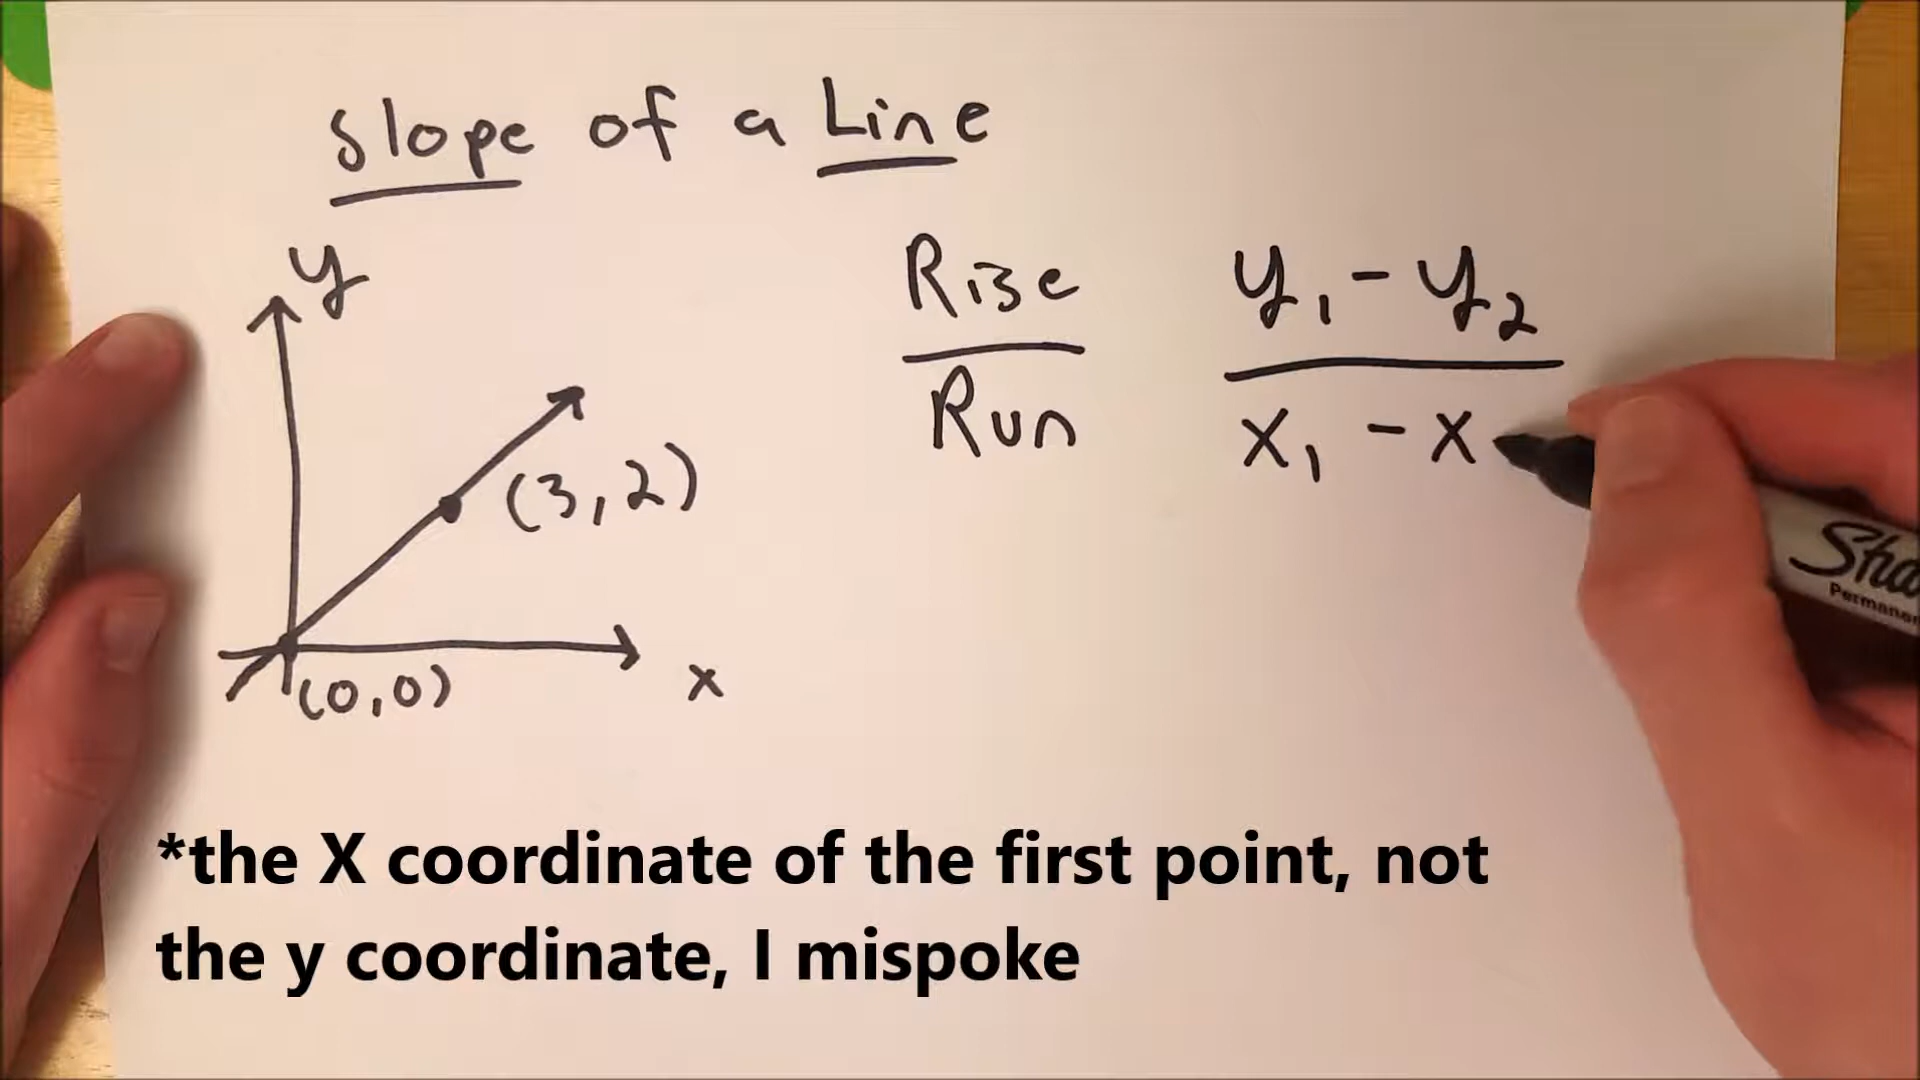 Slope of a Line
y
Rise
Run
y₁ - y₂
x₁ - x
(3,2)
(0,0)
x
*the X coordinate of the first point, not
the y coordinate, I mispoke